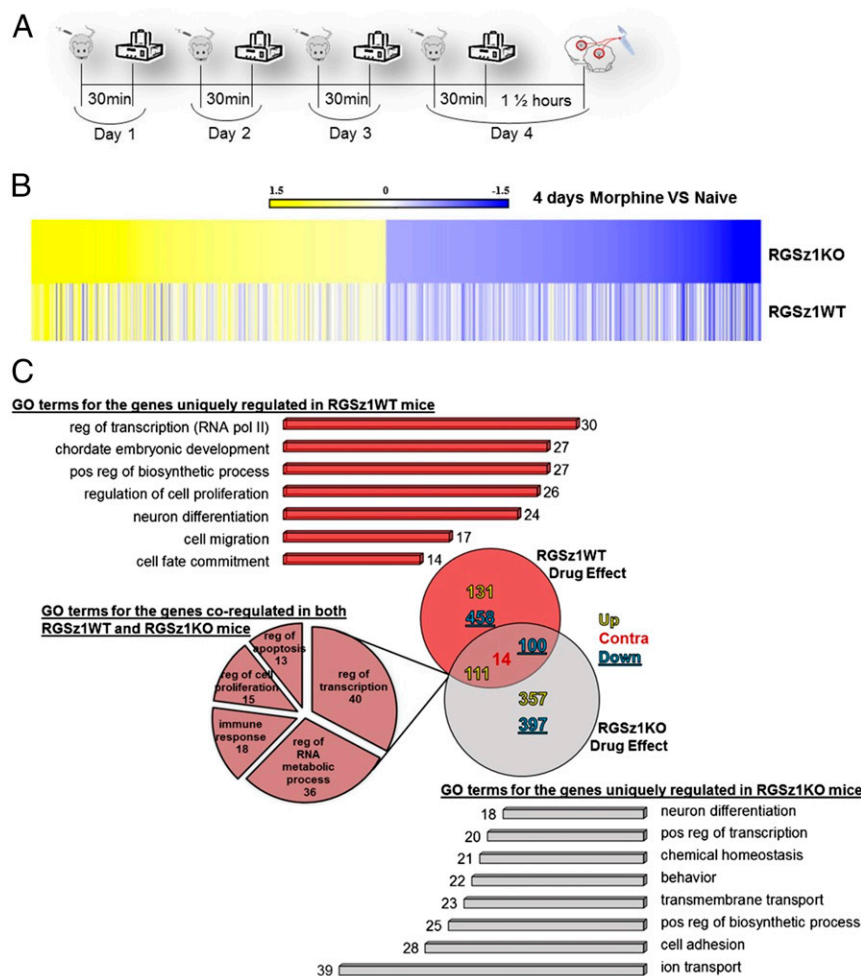 A
30min
30min
30min
30min
1 ½ hours
Day 1
Day 2
Day 3
Day 4
B
1.5
0
-1.5
4 days Morphine VS Naive
RGSz1KO
RGSz1WT
C
GO terms for the genes uniquely regulated in RGSz1WT mice
reg of transcription (RNA pol II)
30
chordate embryonic development
27
pos reg of biosynthetic process
27
regulation of cell proliferation
26
neuron differentiation
24
cell migration
17
cell fate commitment
14
RGSz1WT
Drug Effect
131
458
100
14
111
357
397
Up
Contra
Down
RGSz1KO
Drug Effect
GO terms for the genes co-regulated in both
RGSz1WT and RGSz1KO mice
reg of
apoptosis
13
reg of
transcription
40
reg of cell
proliferation
15
immune
response
18
reg of
RNA
metabolic
process
36
GO terms for the genes uniquely regulated in RGSz1KO mice
18
neuron differentiation
20
pos reg of transcription
21
chemical homeostasis
22
behavior
23
transmembrane transport
25
pos reg of biosynthetic process
28
cell adhesion
39
ion transport